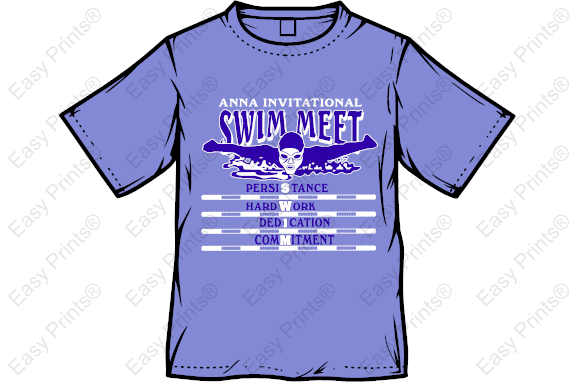 ANNA INVITATIONAL
SWIM MEET
PERSISTANCE
HARD WORK
DEDICATION
COMMITMENT
Easy Prints®